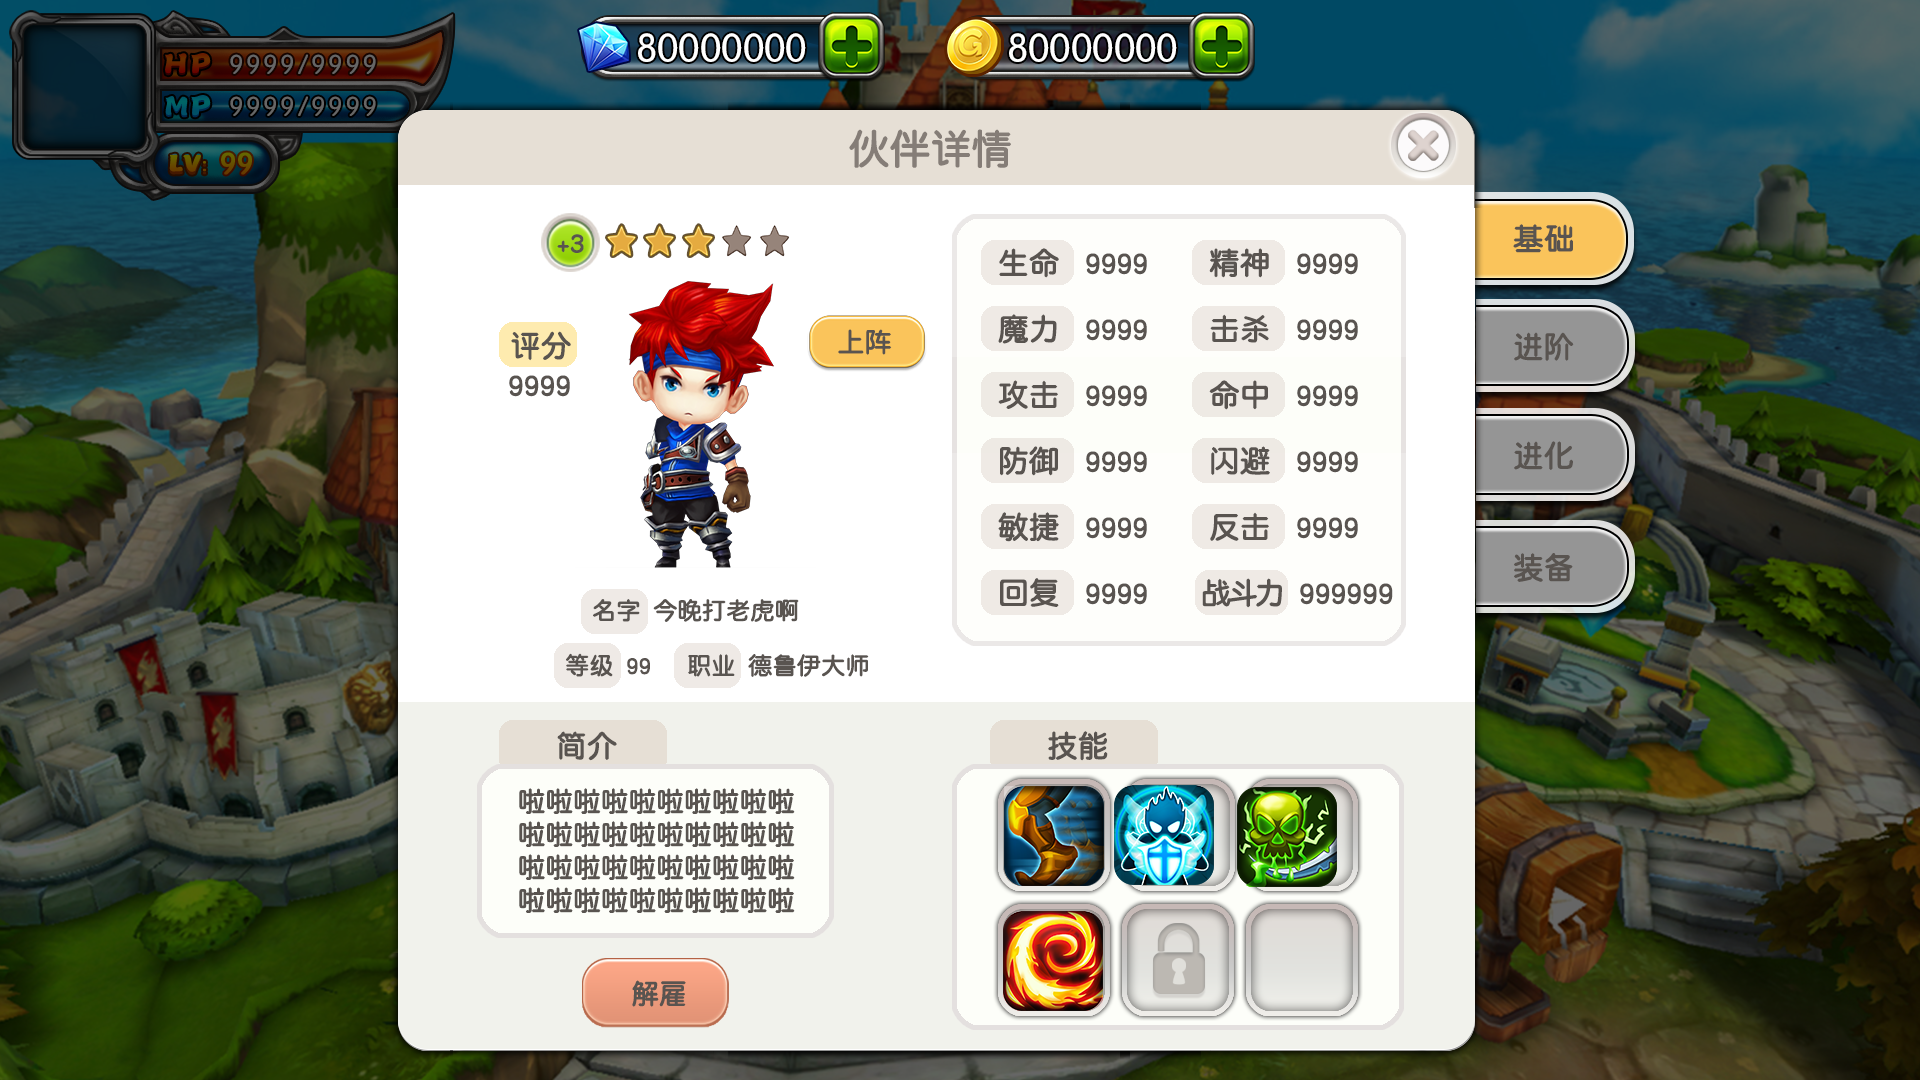 HP 9999/9999
MP 9999/9999
LV: 99
80000000
80000000
伙伴详情
+3
评分
9999
上阵
名字 今晚打老虎啊
等级 99 职业 德鲁伊大师
生命 9999 精神 9999
魔力 9999 击杀 9999
攻击 9999 命中 9999
防御 9999 闪避 9999
敏捷 9999 反击 9999
回复 9999 战斗力 999999
基础
进阶
进化
装备
简介
啦啦啦啦啦啦啦啦啦啦
啦啦啦啦啦啦啦啦啦啦
啦啦啦啦啦啦啦啦啦啦
啦啦啦啦啦啦啦啦啦啦
解雇
技能